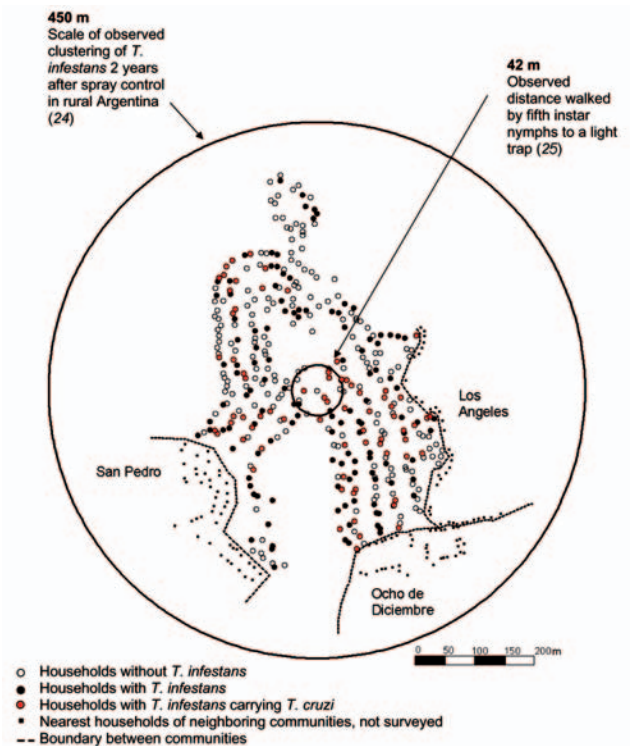 450 m
Scale of observed
clustering of T.
infestans 2 years
after spray control
in rural Argentina
(24)
42 m
Observed
distance walked
by fifth instar
nymphs to a light
trap (25)
Los
Angeles
San Pedro
Ocho de
Diciembre
0 50 100 150 200m
Households without T. infestans
Households with T. infestans
Households with T. infestans carrying T. cruzi
Nearest households of neighboring communities, not surveyed
Boundary between communities